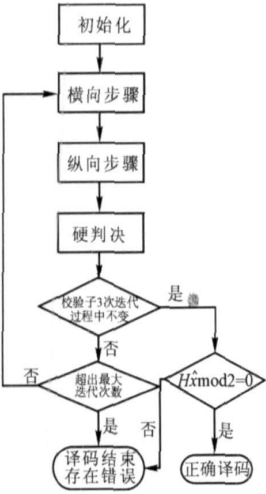 初始化
横向步骤
纵向步骤
硬判决
校验子3次迭代
过程中不变
是
否
否
超出最大
迭代次数
Hx̂mod2=0
是
否
是
译码结束
存在错误
正确译码